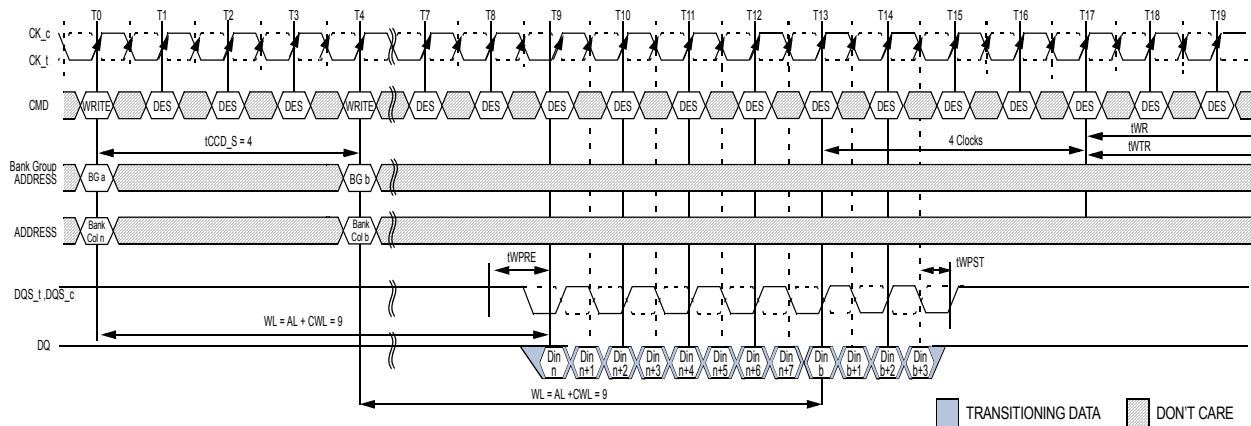 T0 T1 T2 T3 T4 T7 T8 T9 T10 T11 T12 T13 T14 T15 T16 T17 T18 T19
CK_c
CK_t
CMD WRITE DES DES DES WRITE DES DES DES DES DES DES DES DES DES DES DES DES DES
tCCD_S = 4 4 Clocks tWR
tWTR
Bank Group
ADDRESS BG a BG b
ADDRESS Bank
Col n Bank
Col b
tWPRE tWPST
DQS_t ,DQS_c
WL = AL + CWL = 9
DQ Din
n Din
n+1 Din
n+2 Din
n+3 Din
n+4 Din
n+5 Din
n+6 Din
n+7 Din
b Din
b+1 Din
b+2 Din
b+3
WL = AL +CWL = 9
TRANSITIONING DATA DON'T CARE